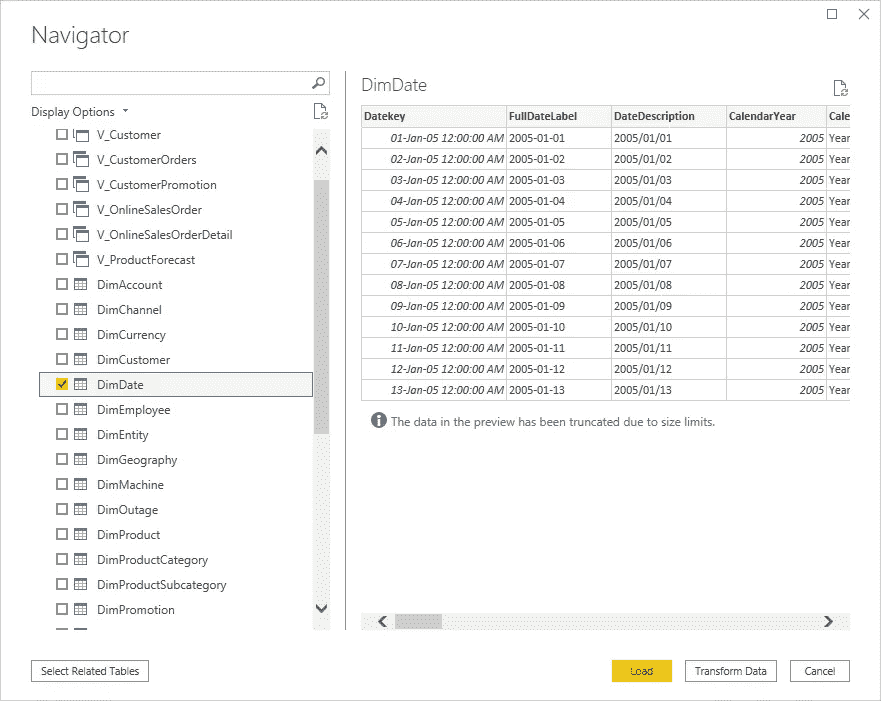 Navigator
Display Options
V_Customer
V_CustomerOrders
V_CustomerPromotion
V_OnlineSalesOrder
V_OnlineSalesOrderDetail
V_ProductForecast
DimAccount
DimChannel
DimCurrency
DimCustomer
DimDate
DimEmployee
DimEntity
DimGeography
DimMachine
DimOutage
DimProduct
DimProductCategory
DimProductSubcategory
DimPromotion
DimDate
Datekey FullDateLabel DateDescription CalendarYear Cale
01-Jan-05 12:00:00 AM 2005-01-01 2005/01/01 2005 Year
02-Jan-05 12:00:00 AM 2005-01-02 2005/01/02 2005 Year
03-Jan-05 12:00:00 AM 2005-01-03 2005/01/03 2005 Year
04-Jan-05 12:00:00 AM 2005-01-04 2005/01/04 2005 Year
05-Jan-05 12:00:00 AM 2005-01-05 2005/01/05 2005 Year
06-Jan-05 12:00:00 AM 2005-01-06 2005/01/06 2005 Year
07-Jan-05 12:00:00 AM 2005-01-07 2005/01/07 2005 Year
08-Jan-05 12:00:00 AM 2005-01-08 2005/01/08 2005 Year
09-Jan-05 12:00:00 AM 2005-01-09 2005/01/09 2005 Year
10-Jan-05 12:00:00 AM 2005-01-10 2005/01/10 2005 Year
11-Jan-05 12:00:00 AM 2005-01-11 2005/01/11 2005 Year
12-Jan-05 12:00:00 AM 2005-01-12 2005/01/12 2005 Year
13-Jan-05 12:00:00 AM 2005-01-13 2005/01/13 2005 Year
The data in the preview has been truncated due to size limits.
Select Related Tables Load Transform Data Cancel